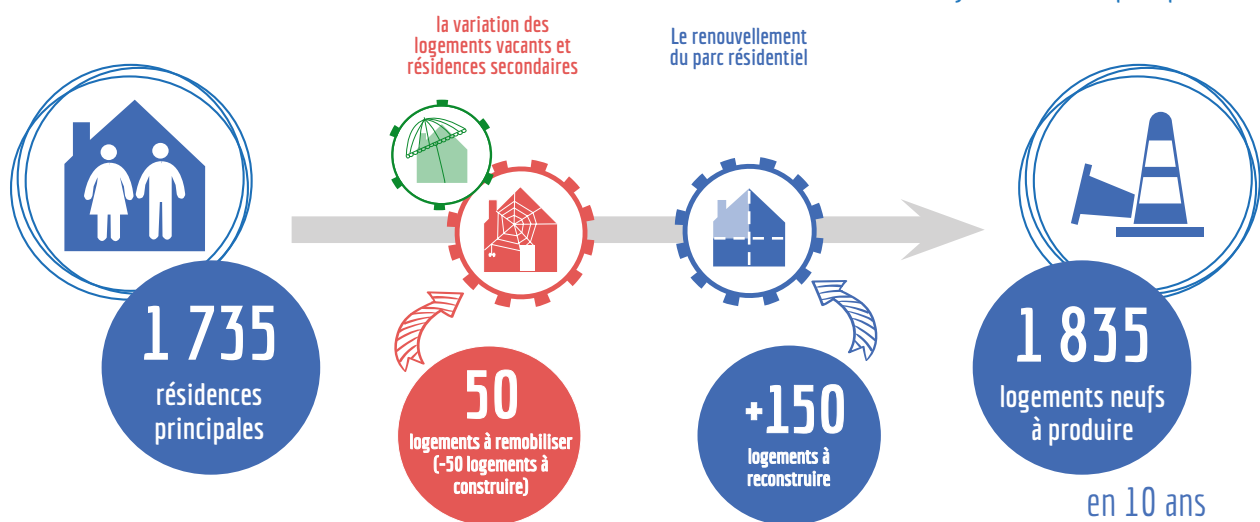 la variation des
logements vacants et
résidences secondaires
Le renouvellement
du parc résidentiel
1 735
résidences
principales
50
logements à remobiliser
(-50 logements à
construire)
+150
logements à
reconstruire
1 835
logements neufs
à produire
en 10 ans